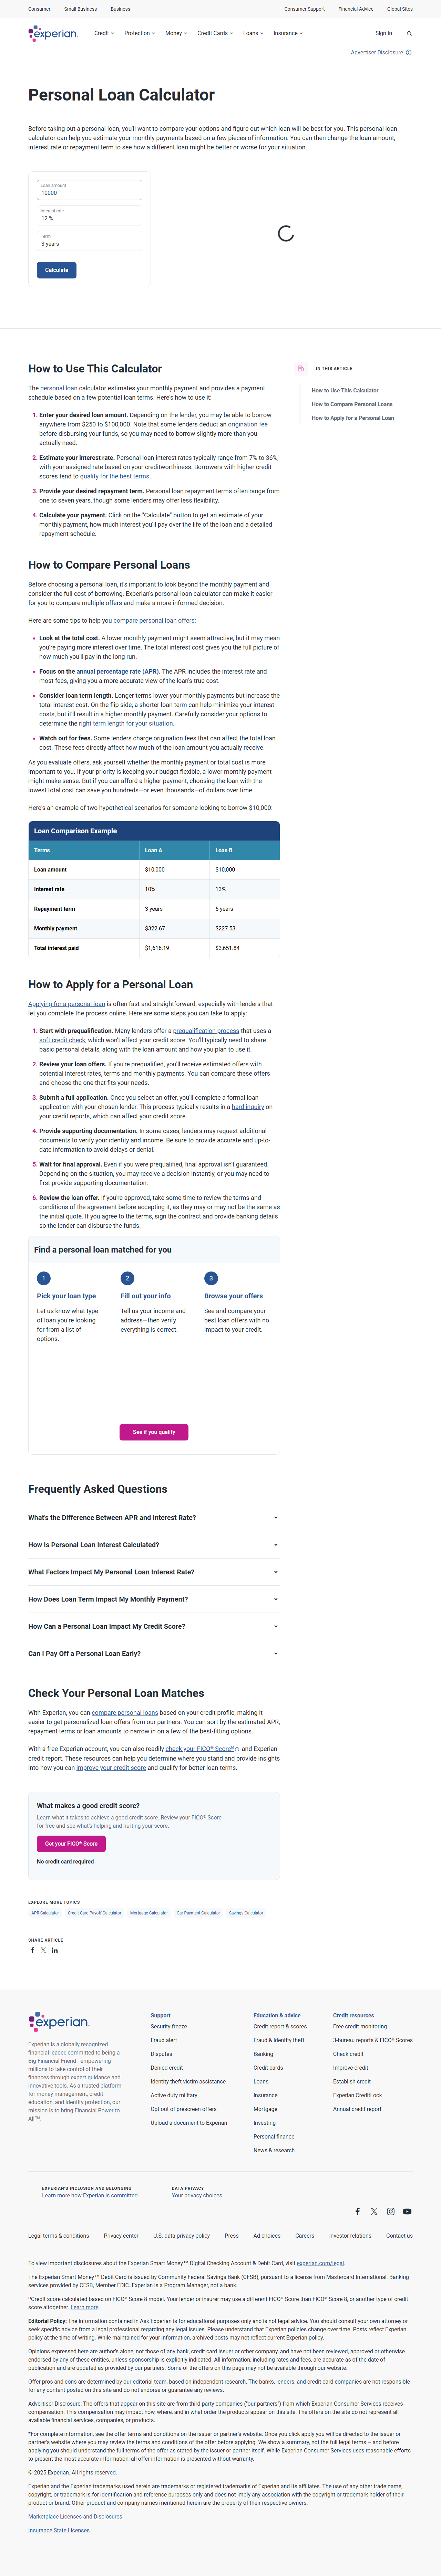 Consumer
Small Business
Business
Consumer Support
Financial Advice
Global Sites
experian.
Credit
Protection
Money
Credit Cards
Loans
Insurance
Sign In
Advertiser Disclosure
Personal Loan Calculator
Before taking out a personal loan, you'll want to compare your options and figure out which loan will be best for you. This personal loan
calculator can help you estimate your monthly payments based on a few pieces of information. You can then change the loan amount,
interest rate or repayment term to see how a different loan might be better or worse for your situation.
Loan amount
10000
Interest rate
12 %
Term
3 years
Calculate
How to Use This Calculator
The personal loan calculator estimates your monthly payment and provides a payment
schedule based on a few potential loan terms. Here's how to use it:
1. Enter your desired loan amount. Depending on the lender, you may be able to borrow
anywhere from $250 to $100,000. Note that some lenders deduct an origination fee
before disbursing your funds, so you may need to borrow slightly more than you
actually need.
2. Estimate your interest rate. Personal loan interest rates typically range from 7% to 36%,
with your assigned rate based on your creditworthiness. Borrowers with higher credit
scores tend to qualify for the best terms.
3. Provide your desired repayment term. Personal loan repayment terms often range from
one to seven years, though some lenders may offer less flexibility.
4. Calculate your payment. Click on the "Calculate" button to get an estimate of your
monthly payment, how much interest you'll pay over the life of the loan and a detailed
repayment schedule.
IN THIS ARTICLE
How to Use This Calculator
How to Compare Personal Loans
How to Apply for a Personal Loan
How to Compare Personal Loans
Before choosing a personal loan, it's important to look beyond the monthly payment and
consider the full cost of borrowing. Experian's personal loan calculator can make it easier
for you to compare multiple offers and make a more informed decision.
Here are some tips to help you compare personal loan offers:
• Look at the total cost. A lower monthly payment might seem attractive, but it may mean
you're paying more interest over time. The total interest cost gives you the full picture of
how much you'll pay in the long run.
• Focus on the annual percentage rate (APR). The APR includes the interest rate and
most fees, giving you a more accurate view of the loan's true cost.
• Consider loan term length. Longer terms lower your monthly payments but increase the
total interest cost. On the flip side, a shorter loan term can help minimize your interest
costs, but it'll result in a higher monthly payment. Carefully consider your options to
determine the right term length for your situation.
• Watch out for fees. Some lenders charge origination fees that can affect the total loan
cost. These fees directly affect how much of the loan amount you actually receive.
As you evaluate offers, ask yourself whether the monthly payment or total cost is more
important to you. If your priority is keeping your budget flexible, a lower monthly payment
might make sense. But if you can afford a higher payment, choosing the loan with the
lowest total cost can save you hundreds—or even thousands—of dollars over time.
Here's an example of two hypothetical scenarios for someone looking to borrow $10,000:
Loan Comparison Example
Terms Loan A Loan B
Loan amount $10,000 $10,000
Interest rate 10% 13%
Repayment term 3 years 5 years
Monthly payment $322.67 $227.53
Total interest paid $1,616.19 $3,651.84
How to Apply for a Personal Loan
Applying for a personal loan is often fast and straightforward, especially with lenders that
let you complete the process online. Here are some steps you can take to apply:
1. Start with prequalification. Many lenders offer a prequalification process that uses a
soft credit check, which won't affect your credit score. You'll typically need to share
basic personal details, along with the loan amount and how you plan to use it.
2. Review your loan offers. If you're prequalified, you'll receive estimated offers with
potential interest rates, terms and monthly payments. You can compare these offers
and choose the one that fits your needs.
3. Submit a full application. Once you select an offer, you'll complete a formal loan
application with your chosen lender. This process typically results in a hard inquiry on
your credit reports, which can affect your credit score.
4. Provide supporting documentation. In some cases, lenders may request additional
documents to verify your identity and income. Be sure to provide accurate and up-to-
date information to avoid delays or denial.
5. Wait for final approval. Even if you were prequalified, final approval isn't guaranteed.
Depending on the situation, you may receive a decision instantly, or you may need to
first provide supporting documentation.
6. Review the loan offer. If you're approved, take some time to review the terms and
conditions of the agreement before accepting it, as they may or may not be the same as
the initial quote. If you agree to the terms, sign the contract and provide banking details
so the lender can disburse the funds.
Find a personal loan matched for you
1
Pick your loan type
Let us know what type
of loan you're looking
for from a list of
options.
2
Fill out your info
Tell us your income and
address—then verify
everything is correct.
3
Browse your offers
See and compare your
best loan offers with no
impact to your credit.
See if you qualify
Frequently Asked Questions
What's the Difference Between APR and Interest Rate?
How Is Personal Loan Interest Calculated?
What Factors Impact My Personal Loan Interest Rate?
How Does Loan Term Impact My Monthly Payment?
How Can a Personal Loan Impact My Credit Score?
Can I Pay Off a Personal Loan Early?
Check Your Personal Loan Matches
With Experian, you can compare personal loans based on your credit profile, making it
easier to get personalized loan offers from our partners. You can sort by the estimated APR,
repayment terms or loan amounts to narrow in on a few of the best-fitting options.
With a free Experian account, you can also readily check your FICO® Score and Experian
credit report. These resources can help you determine where you stand and provide insights
into how you can improve your credit score and qualify for better loan terms.
What makes a good credit score?
Learn what it takes to achieve a good credit score. Review your FICO® Score
for free and see what's helping and hurting your score.
Get your FICO® Score
No credit card required
EXPLORE MORE TOPICS
APR Calculator
Credit Card Payoff Calculator
Mortgage Calculator
Car Payment Calculator
Savings Calculator
SHARE ARTICLE
experian.
Experian is a globally recognized
financial leader, committed to being a
Big Financial Friend—empowering
millions to take control of their
finances through expert guidance and
innovative tools. As a trusted platform
for money management, credit
education, and identity protection, our
mission is to bring Financial Power to
All™.
Support
Security freeze
Fraud alert
Disputes
Denied credit
Identity theft victim assistance
Active duty military
Opt out of prescreen offers
Upload a document to Experian
Education & advice
Credit report & scores
Fraud & identity theft
Banking
Credit cards
Loans
Insurance
Mortgage
Investing
Personal finance
News & research
Credit resources
Free credit monitoring
3-bureau reports & FICO® Scores
Check credit
Improve credit
Establish credit
Experian CreditLock
Annual credit report
EXPERIAN'S INCLUSION AND BELONGING
Learn more how Experian is committed
DATA PRIVACY
Your privacy choices
Legal terms & conditions
Privacy center
U.S. data privacy policy
Press
Ad choices
Careers
Investor relations
Contact us
To view important disclosures about the Experian Smart Money™ Digital Checking Account & Debit Card, visit experian.com/legal.
The Experian Smart Money™ Debit Card is issued by Community Federal Savings Bank (CFSB), pursuant to a license from Mastercard International. Banking
services provided by CFSB, Member FDIC. Experian is a Program Manager, not a bank.
Credit score calculated based on FICO® Score 8 model. Your lender or insurer may use a different FICO® Score than FICO® Score 8, or another type of credit
score altogether. Learn more.
Editorial Policy: The information contained in Ask Experian is for educational purposes only and is not legal advice. You should consult your own attorney or
seek specific advice from a legal professional regarding any legal issues. Please understand that Experian policies change over time. Posts reflect Experian
policy at the time of writing. While maintained for your information, archived posts may not reflect current Experian policy.
Opinions expressed here are author's alone, not those of any bank, credit card issuer or other company, and have not been reviewed, approved or otherwise
endorsed by any of these entities, unless sponsorship is explicitly indicated. All information, including rates and fees, are accurate as of the date of
publication and are updated as provided by our partners. Some of the offers on this page may not be available through our website.
Offer pros and cons are determined by our editorial team, based on independent research. The banks, lenders, and credit card companies are not responsible
for any content posted on this site and do not endorse or guarantee any reviews.
Advertiser Disclosure: The offers that appear on this site are from third party companies ("our partners") from which Experian Consumer Services receives
compensation. This compensation may impact how, where, and in what order the products appear on this site. The offers on the site do not represent all
available financial services, companies, or products.
*For complete information, see the offer terms and conditions on the issuer or partner's website. Once you click apply you will be directed to the issuer or
partner's website where you may review the terms and conditions of the offer before applying. We show a summary, not the full legal terms – and before
applying you should understand the full terms of the offer as stated by the issuer or partner itself. While Experian Consumer Services uses reasonable efforts
to present the most accurate information, all offer information is presented without warranty.
© 2025 Experian. All rights reserved.
Experian and the Experian trademarks used herein are trademarks or registered trademarks of Experian and its affiliates. The use of any other trade name,
copyright, or trademark is for identification and reference purposes only and does not imply any association with the copyright or trademark holder of their
product or brand. Other product and company names mentioned herein are the property of their respective owners.
Marketplace Licenses and Disclosures
Insurance State Licenses